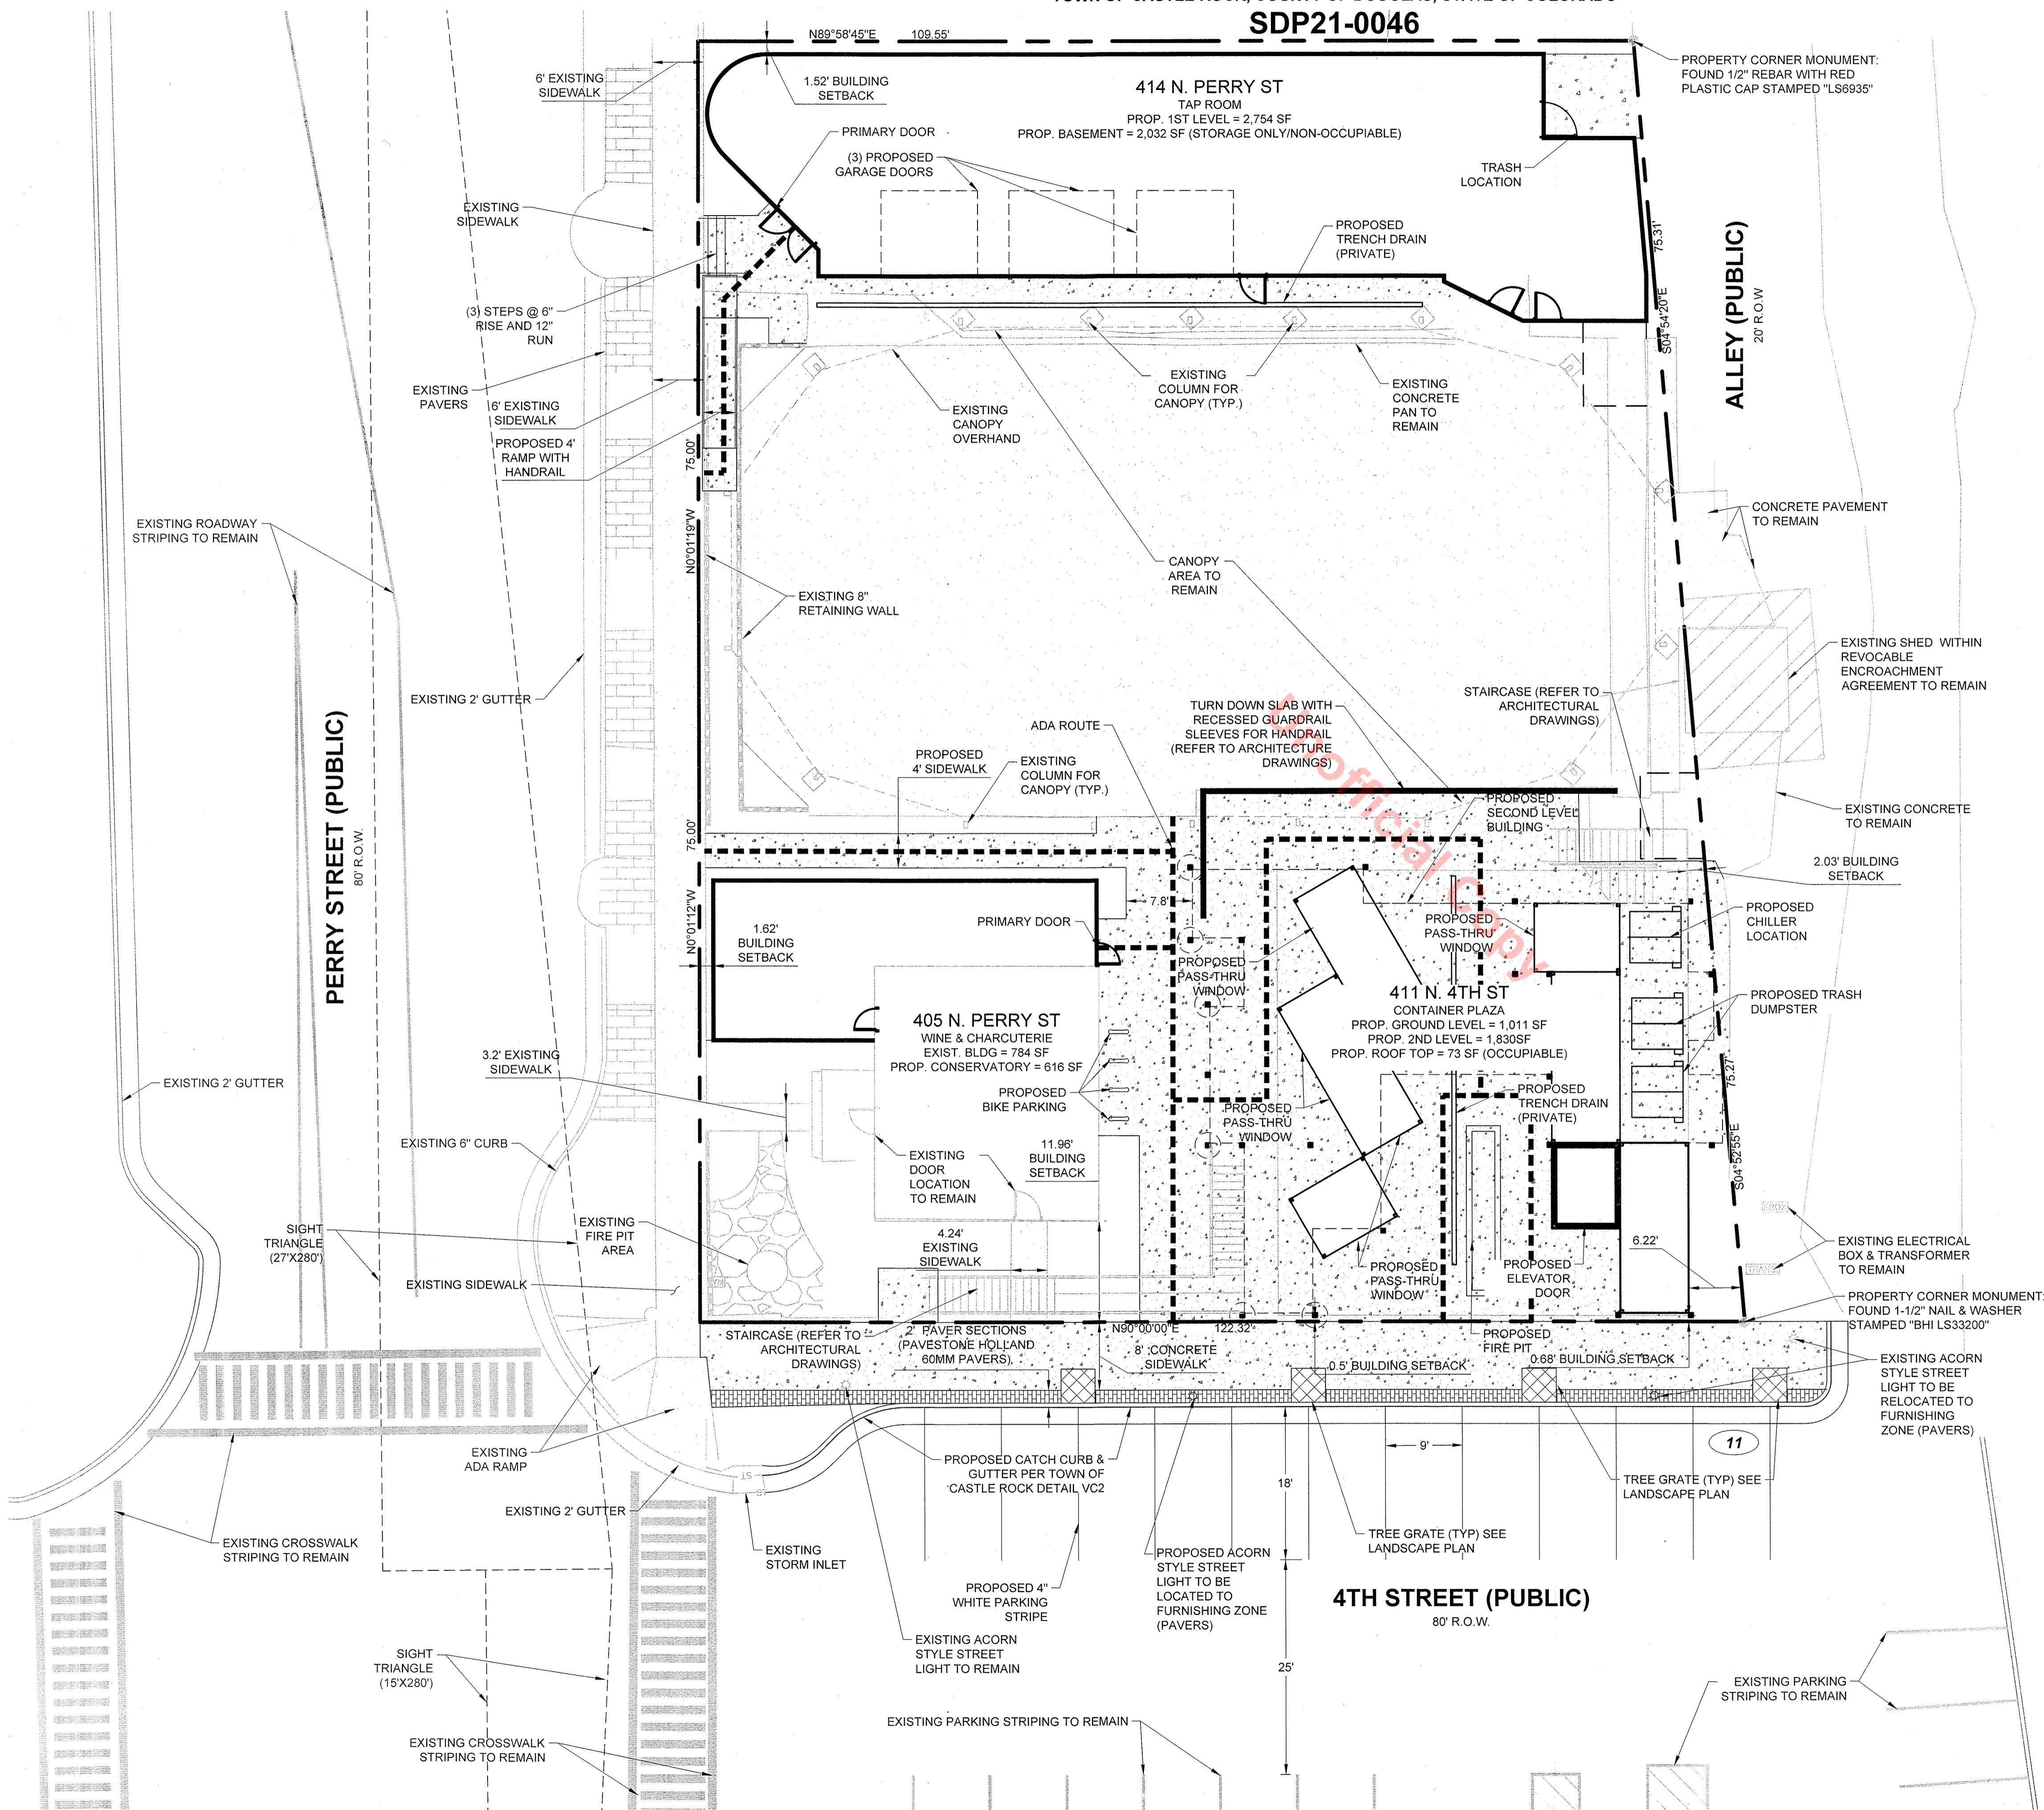 SDP21-0046
N89°58'45"E 109.55'
PROPERTY CORNER MONUMENT:
FOUND 1/2" REBAR WITH RED
PLASTIC CAP STAMPED "LS6935"
6' EXISTING
SIDEWALK
1.52' BUILDING
SETBACK
414 N. PERRY ST
TAP ROOM
PROP. 1ST LEVEL = 2,754 SF
PROP. BASEMENT = 2,032 SF (STORAGE ONLY/NON-OCCUPIABLE)
PRIMARY DOOR
(3) PROPOSED
GARAGE DOORS
TRASH
LOCATION
EXISTING
SIDEWALK
PROPOSED
TRENCH DRAIN
(PRIVATE)
75.31'
S04°54'20"E
ALLEY (PUBLIC)
20' R.O.W
(3) STEPS @ 6"
RISE AND 12"
RUN
EXISTING
PAVERS
6' EXISTING
SIDEWALK
PROPOSED 4'
RAMP WITH
HANDRAIL
EXISTING
CANOPY
OVERHAND
EXISTING
COLUMN FOR
CANOPY (TYP.)
EXISTING
CONCRETE
PAN TO
REMAIN
75.00'
N0°01'19"W
EXISTING ROADWAY
STRIPING TO REMAIN
CONCRETE PAVEMENT
TO REMAIN
CANOPY
AREA TO
REMAIN
EXISTING 8"
RETAINING WALL
EXISTING SHED WITHIN
REVOCABLE
ENCROACHMENT
AGREEMENT TO REMAIN
EXISTING 2' GUTTER
STAIRCASE (REFER TO
ARCHITECTURAL
DRAWINGS)
TURN DOWN SLAB WITH
RECESSED GUARDRAIL
SLEEVES FOR HANDRAIL
(REFER TO ARCHITECTURE
DRAWINGS)
ADA ROUTE
PERRY STREET (PUBLIC)
80' R.O.W.
PROPOSED
4' SIDEWALK
EXISTING
COLUMN FOR
CANOPY (TYP.)
Unofficial Copy
PROPOSED
SECOND LEVEL
BUILDING
EXISTING CONCRETE
TO REMAIN
75.00'
N0°01'12"W
2.03' BUILDING
SETBACK
7.8'
PRIMARY DOOR
1.62'
BUILDING
SETBACK
PROPOSED
PASS-THRU
WINDOW
PROPOSED
CHILLER
LOCATION
PROPOSED
PASS-THRU
WINDOW
411 N. 4TH ST
CONTAINER PLAZA
PROP. GROUND LEVEL = 1,011 SF
PROP. 2ND LEVEL = 1,830SF
PROP. ROOF TOP = 73 SF (OCCUPIABLE)
PROPOSED TRASH
DUMPSTER
405 N. PERRY ST
WINE & CHARCUTERIE
EXIST. BLDG = 784 SF
PROP. CONSERVATORY = 616 SF
3.2' EXISTING
SIDEWALK
EXISTING 2' GUTTER
PROPOSED
BIKE PARKING
PROPOSED
TRENCH DRAIN
(PRIVATE)
75.27'
S04°52'55"E
PROPOSED
PASS-THRU
WINDOW
EXISTING 6" CURB
EXISTING
DOOR
LOCATION
TO REMAIN
11.96'
BUILDING
SETBACK
SIGHT
TRIANGLE
(27'X280')
EXISTING
FIRE PIT
AREA
4.24'
EXISTING
SIDEWALK
6.22'
EXISTING ELECTRICAL
BOX & TRANSFORMER
TO REMAIN
TRANS
EXISTING SIDEWALK
PROPOSED
PASS-THRU
WINDOW
PROPOSED
ELEVATOR
DOOR
PROPERTY CORNER MONUMENT:
FOUND 1-1/2" NAIL & WASHER
STAMPED "BHI LS33200"
N90°00'00"E 122.32'
STAIRCASE (REFER TO
ARCHITECTURAL
DRAWINGS)
2' PAVER SECTIONS
(PAVESTONE HOLLAND
60MM PAVERS)
8' CONCRETE
SIDEWALK
PROPOSED
FIRE PIT
0.5' BUILDING SETBACK
0.68' BUILDING SETBACK
EXISTING ACORN
STYLE STREET
LIGHT TO BE
RELOCATED TO
FURNISHING
ZONE (PAVERS)
EXISTING
ADA RAMP
PROPOSED CATCH CURB &
GUTTER PER TOWN OF
CASTLE ROCK DETAIL VC2
9'
11
18'
TREE GRATE (TYP) SEE
LANDSCAPE PLAN
ST
EXISTING 2' GUTTER
EXISTING CROSSWALK
STRIPING TO REMAIN
EXISTING
STORM INLET
TREE GRATE (TYP) SEE
LANDSCAPE PLAN
PROPOSED ACORN
STYLE STREET
LIGHT TO BE
LOCATED TO
FURNISHING ZONE
(PAVERS)
PROPOSED 4"
WHITE PARKING
STRIPE
4TH STREET (PUBLIC)
80' R.O.W.
EXISTING ACORN
STYLE STREET
LIGHT TO REMAIN
SIGHT
TRIANGLE
(15'X280')
25'
EXISTING PARKING
STRIPING TO REMAIN
EXISTING PARKING STRIPING TO REMAIN
EXISTING CROSSWALK
STRIPING TO REMAIN